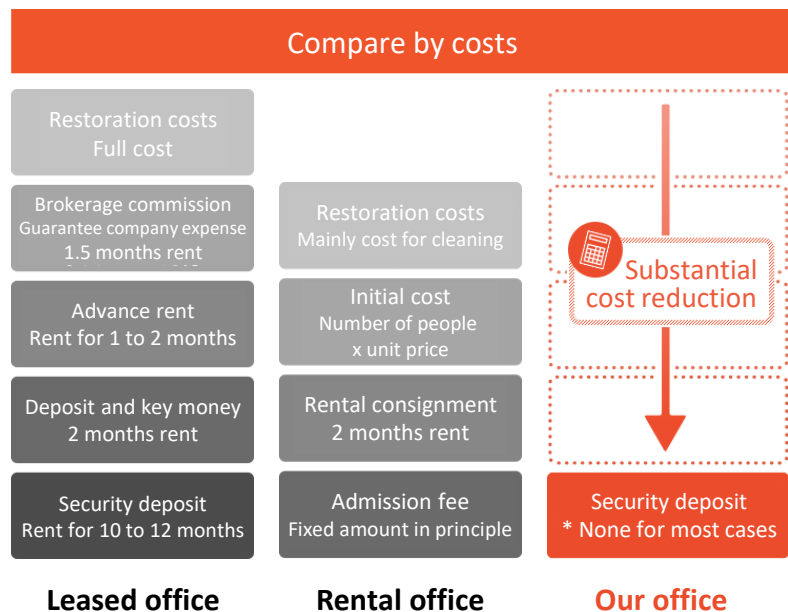 Compare by costs
Restoration costs
Full cost
Brokerage commission
Guarantee company expense
1.5 months rent
Advance rent
Rent for 1 to 2 months
Deposit and key money
2 months rent
Security deposit
Rent for 10 to 12 months
Leased office
Restoration costs
Mainly cost for cleaning
Initial cost
Number of people
x unit price
Rental consignment
2 months rent
Admission fee
Fixed amount in principle
Rental office
Substantial
cost reduction
Security deposit
* None for most cases
Our office